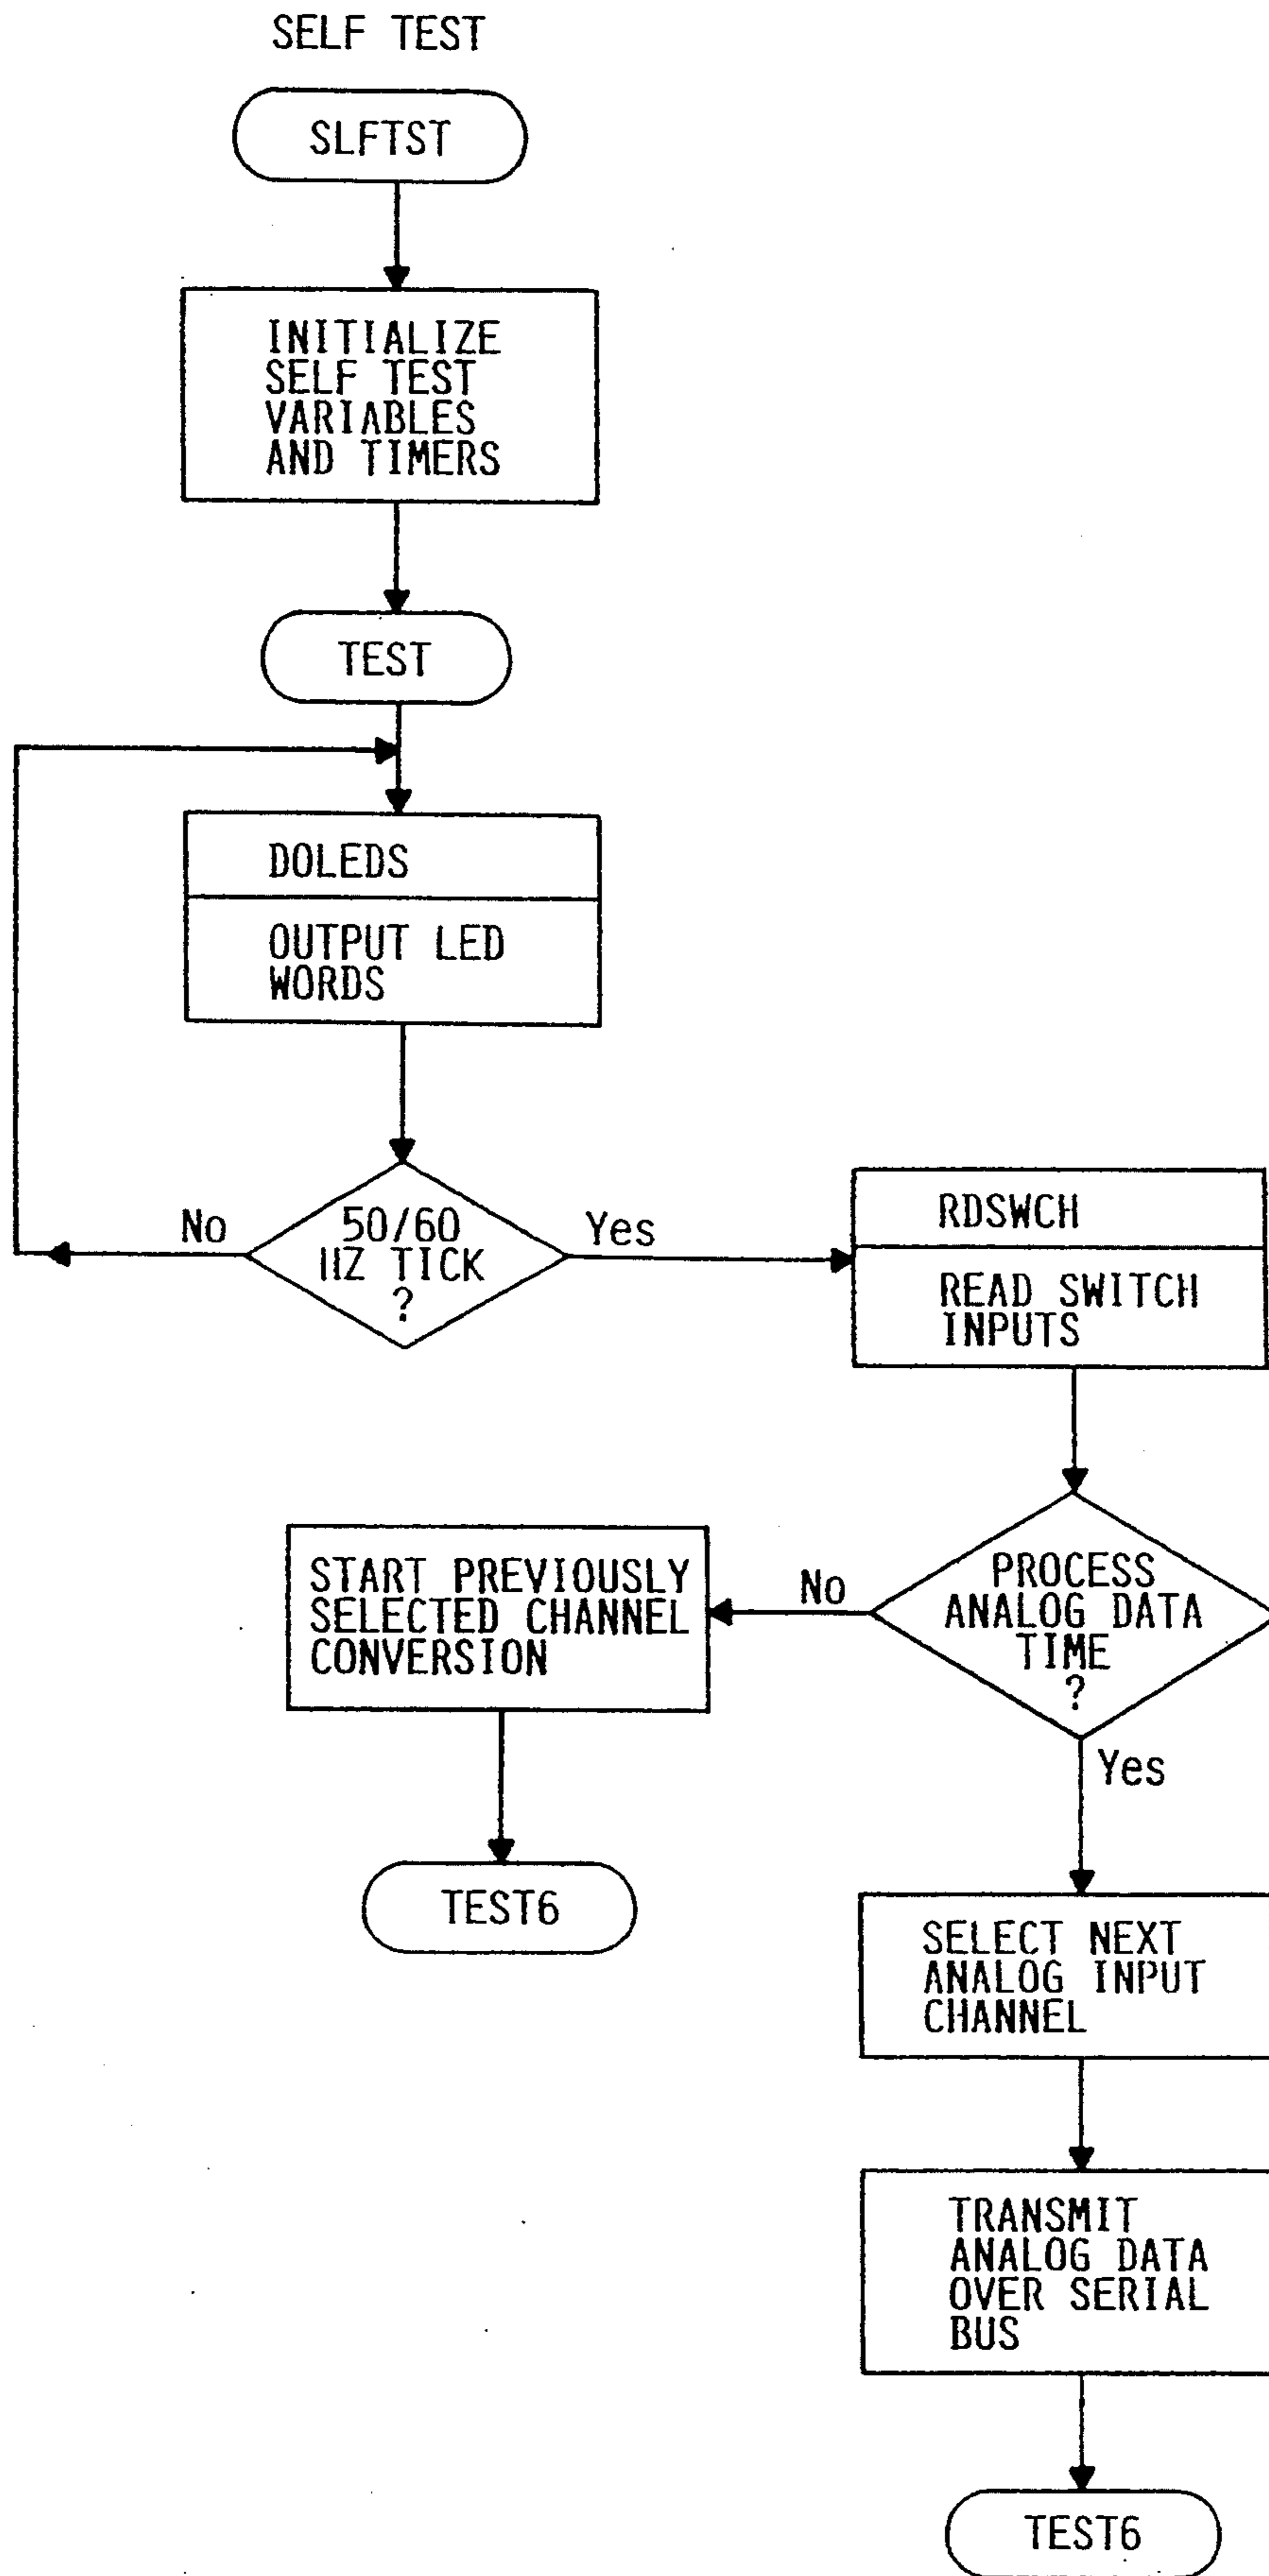 SELF TEST
SLFTST
INITIALIZE
SELF TEST
VARIABLES
AND TIMERS
TEST
DOLEDS
OUTPUT LED
WORDS
50/60
HZ TICK
?
No
Yes
RDSWCH
READ SWITCH
INPUTS
PROCESS
ANALOG DATA
TIME
?
No
Yes
START PREVIOUSLY
SELECTED CHANNEL
CONVERSION
TEST6
SELECT NEXT
ANALOG INPUT
CHANNEL
TRANSMIT
ANALOG DATA
OVER SERIAL
BUS
TEST6